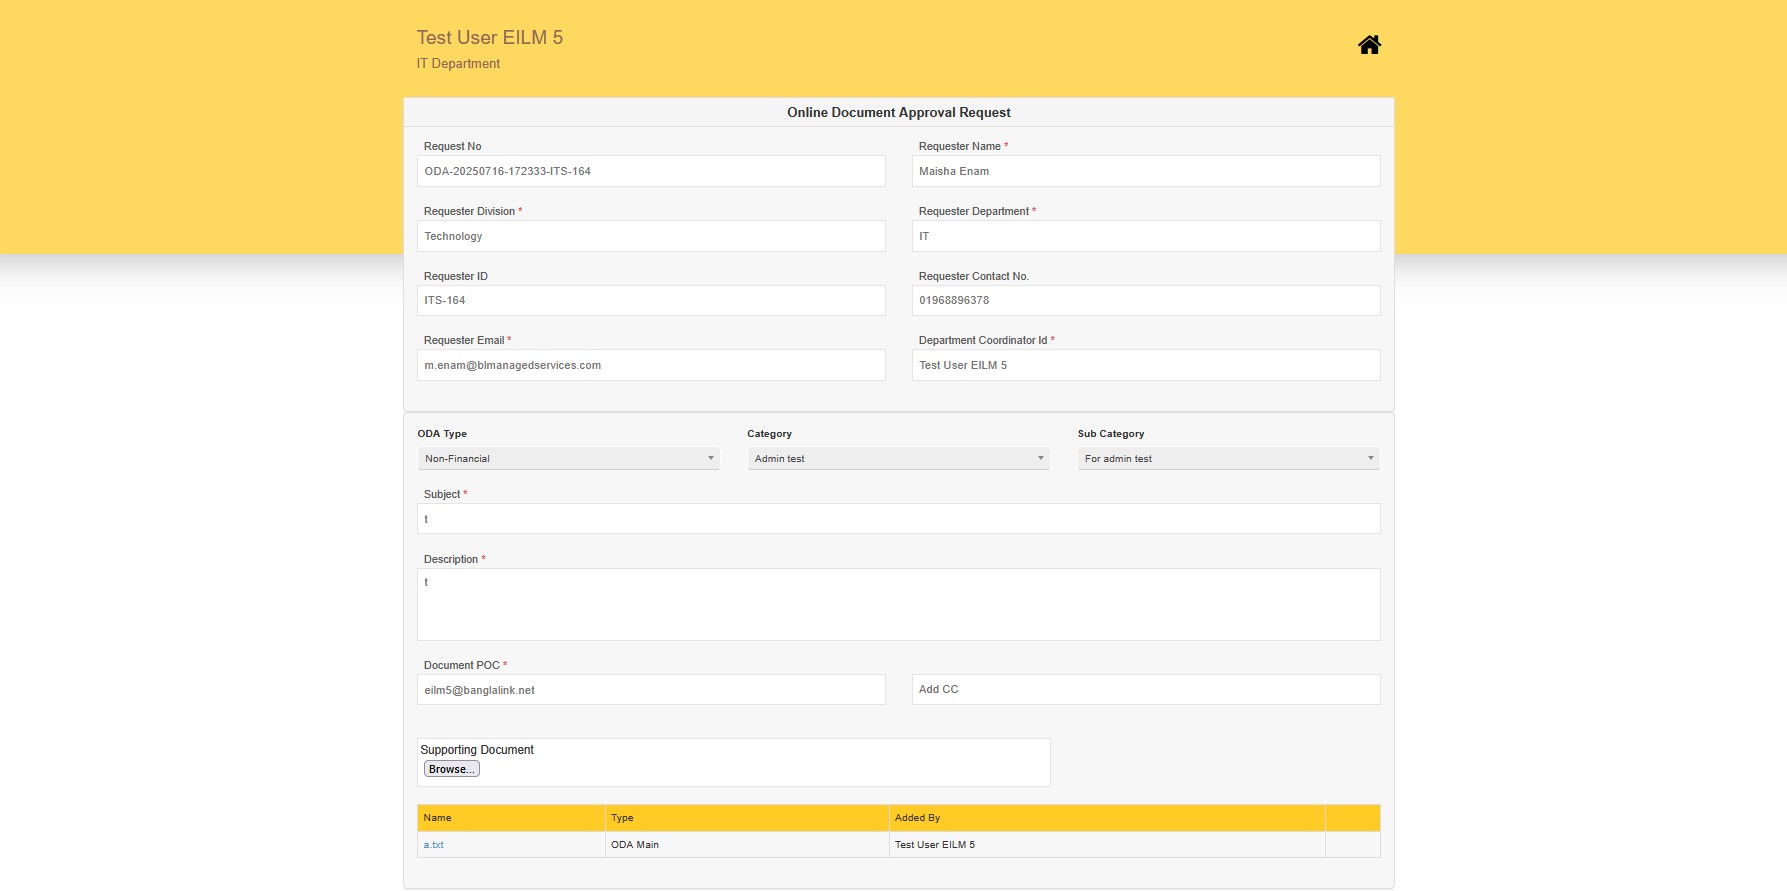 Test User EILM 5
IT Department
Online Document Approval Request
Request No
Requester Name *
ODA-20250716-172333-ITS-164
Maisha Enam
Requester Division *
Requester Department *
Technology
IT
Requester ID
Requester Contact No.
ITS-164
01968896378
Requester Email *
Department Coordinator Id *
m.enam@blmanagedservices.com
Test User EILM 5
ODA Type
Category
Sub Category
Non-Financial
Admin test
For admin test
Subject *
t
Description *
t
Document POC *
eilm5@banglalink.net
Add CC
Supporting Document
Browse...
Name
Type
Added By
a.txt
ODA Main
Test User EILM 5